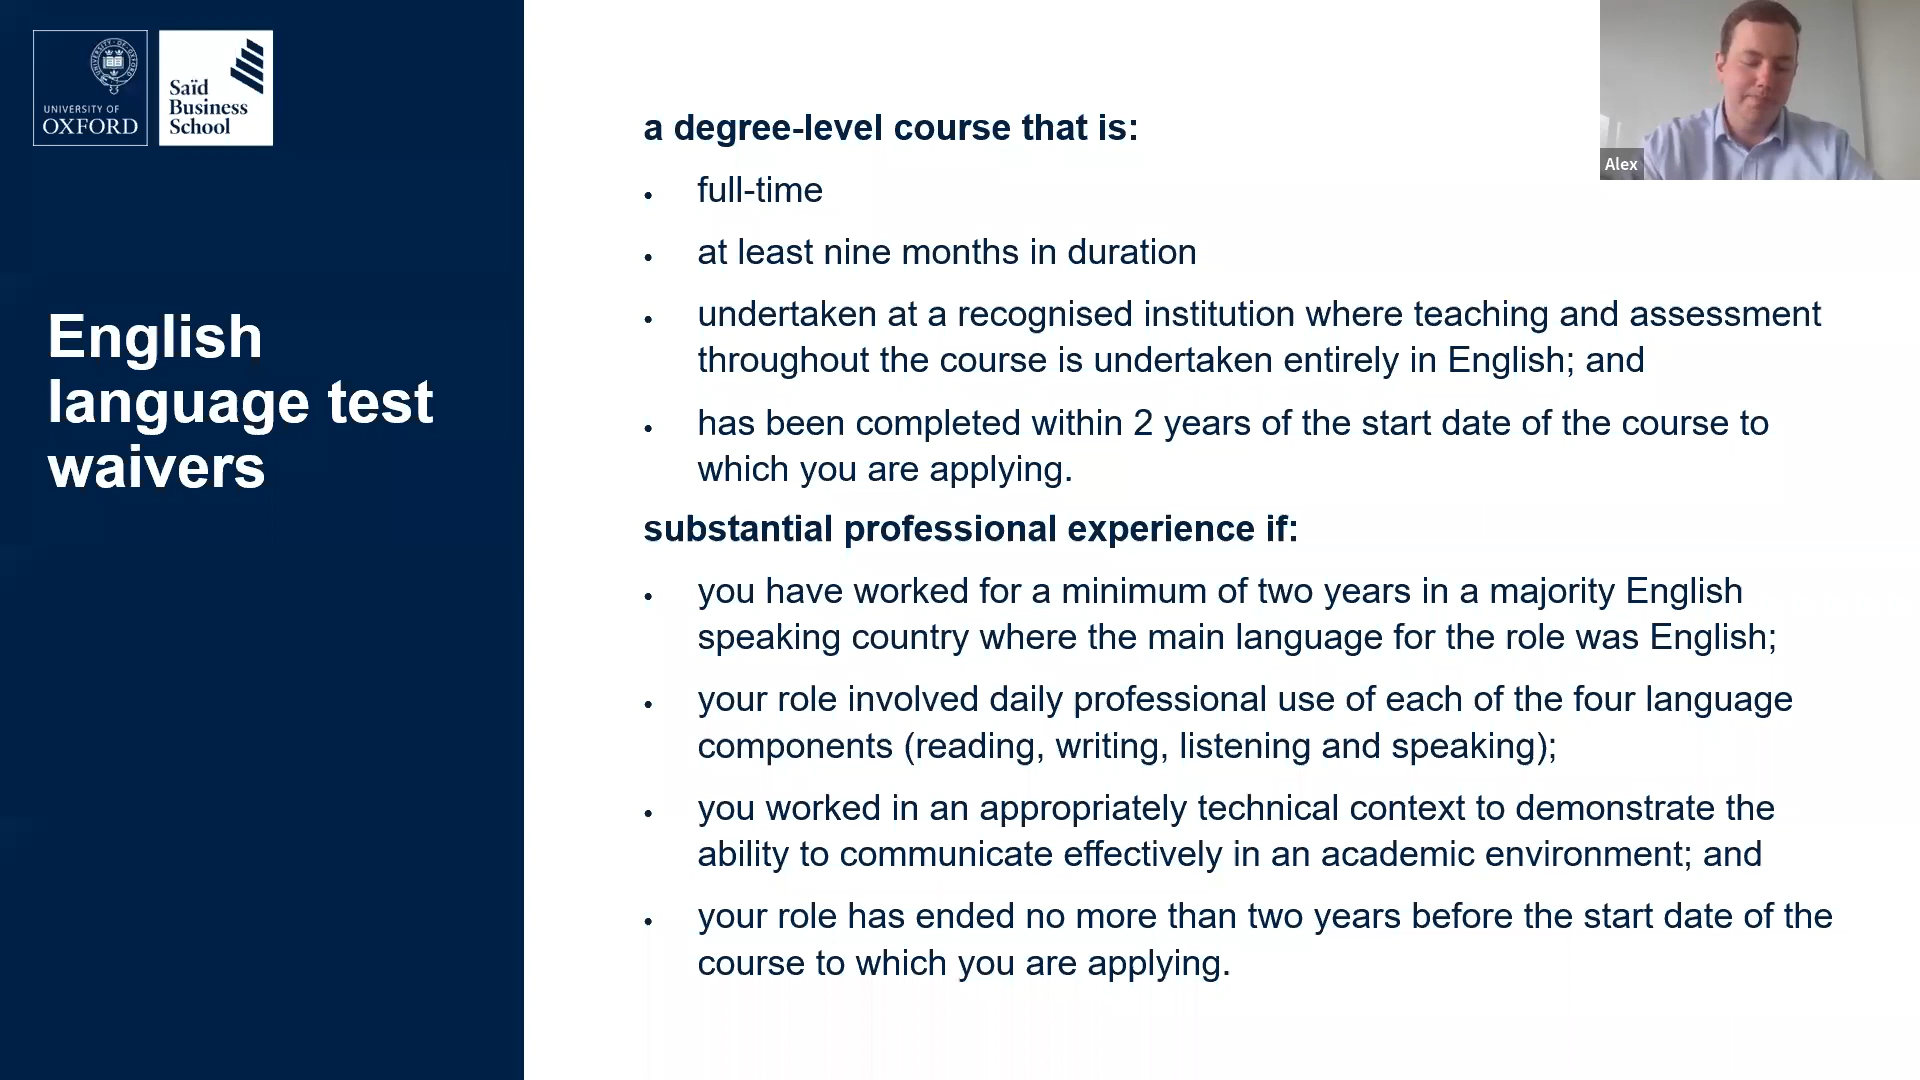 UNIVERSITY OF
OXFORD
Saïd
Business
School
English
language test
waivers
a degree-level course that is:
• full-time
• at least nine months in duration
• undertaken at a recognised institution where teaching and assessment
throughout the course is undertaken entirely in English; and
• has been completed within 2 years of the start date of the course to
which you are applying.
substantial professional experience if:
• you have worked for a minimum of two years in a majority English
speaking country where the main language for the role was English;
• your role involved daily professional use of each of the four language
components (reading, writing, listening and speaking);
• you worked in an appropriately technical context to demonstrate the
ability to communicate effectively in an academic environment; and
• your role has ended no more than two years before the start date of the
course to which you are applying.
Alex